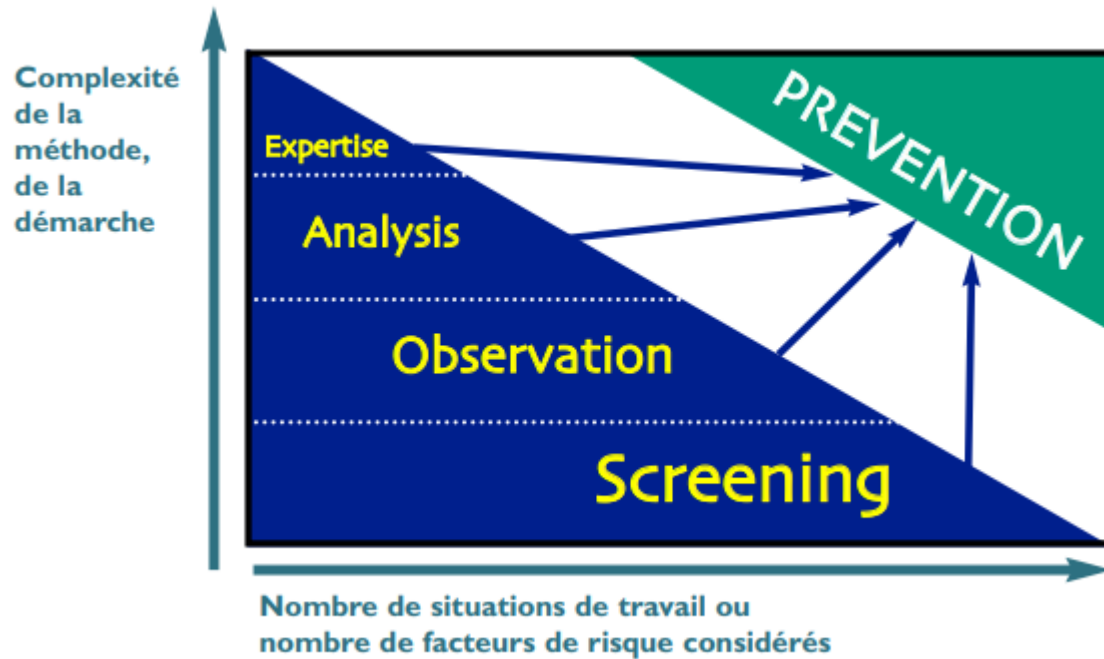 Complexité
de la
méthode,
de la
démarche
Expertise
Analysis
Observation
Screening
PREVENTION
Nombre de situations de travail ou
nombre de facteurs de risque considérés